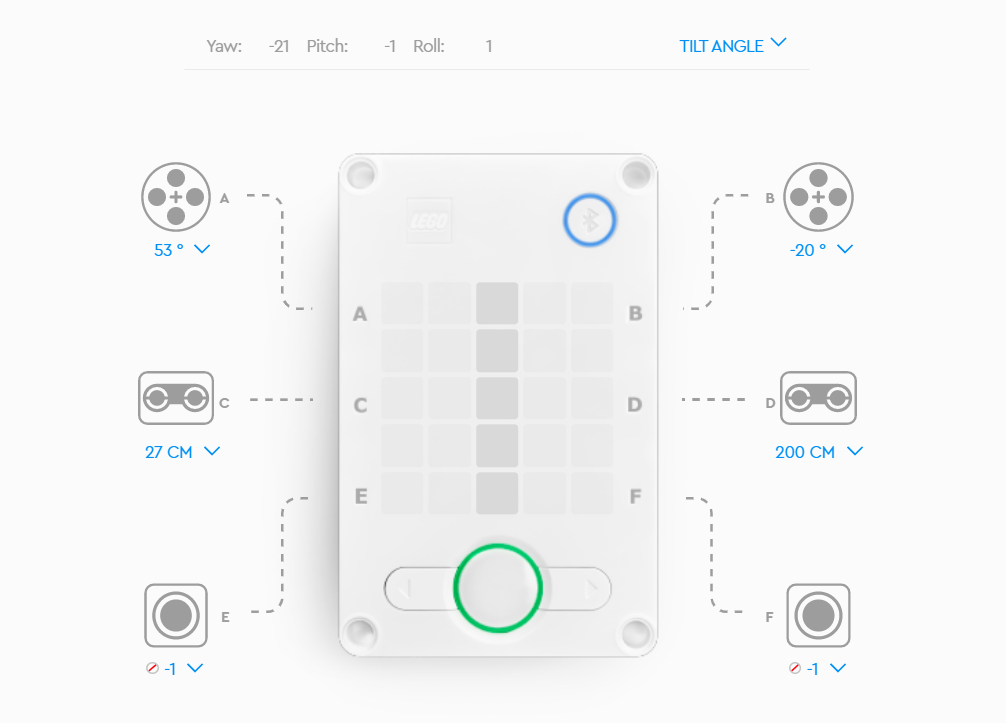 Yaw: -21 Pitch: -1 Roll: 1 TILT ANGLE
A B
53 ° -20 °
LEGO
A B
C D
27 CM 200 CM
C D
E F
E F
-1 -1